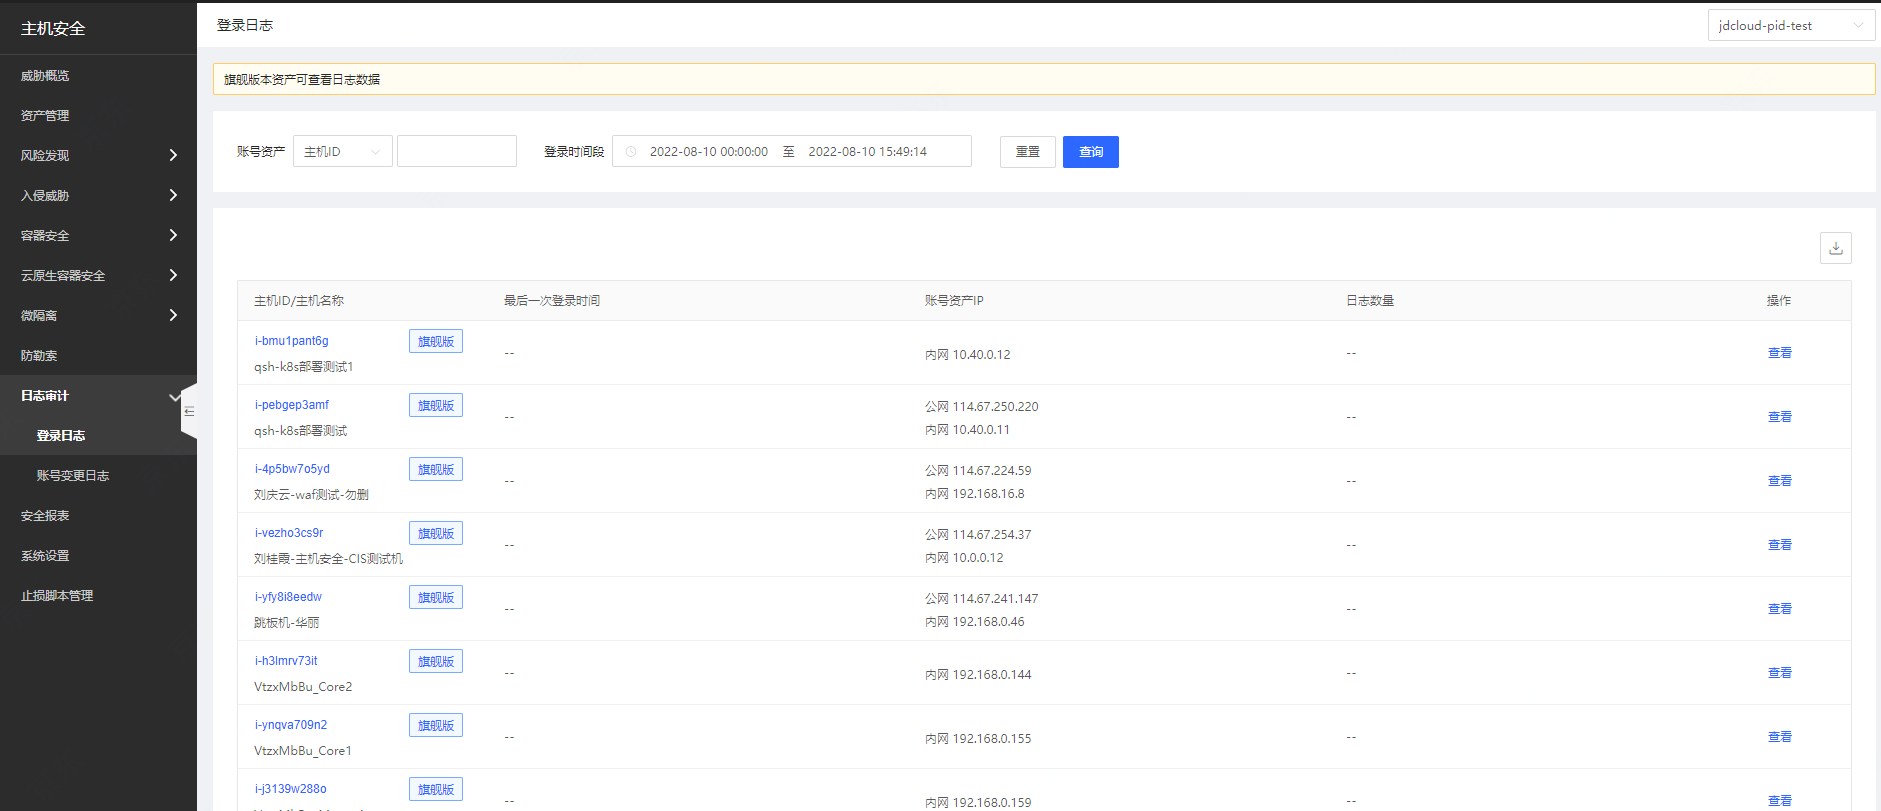 主机安全
威胁概览
资产管理
风险发现
入侵威胁
容器安全
云原生容器安全
微隔离
防勒索
日志审计
登录日志
账号变更日志
安全报表
系统设置
止损脚本管理
登录日志
jdcloud-pid-test
旗舰版本资产可查看日志数据
账号资产 主机ID 登录时间段 2022-08-10 00:00:00 至 2022-08-10 15:49:14 重置 查询
主机ID/主机名称 最后一次登录时间 账号资产IP 日志数量 操作
i-bmu1pant6g 旗舰版
qsh-k8s部署测试1
-- 内网 10.40.0.12 -- 查看
i-pebgep3amf 旗舰版
qsh-k8s部署测试
-- 公网 114.67.250.220
内网 10.40.0.11
-- 查看
i-4p5bw7o5yd 旗舰版
刘庆云-waf测试-勿删
-- 公网 114.67.224.59
内网 192.168.16.8
-- 查看
i-vezho3cs9r 旗舰版
刘桂霞-主机安全-CIS测试机
-- 公网 114.67.254.37
内网 10.0.0.12
-- 查看
i-yfy8i8eedw 旗舰版
跳板机-华丽
-- 公网 114.67.241.147
内网 192.168.0.46
-- 查看
i-h3lmrv73it 旗舰版
VtzxMbBu_Core2
-- 内网 192.168.0.144 -- 查看
i-ynqva709n2 旗舰版
VtzxMbBu_Core1
-- 内网 192.168.0.155 -- 查看
i-j3139w288o 旗舰版
-- 内网 192.168.0.159 -- 查看